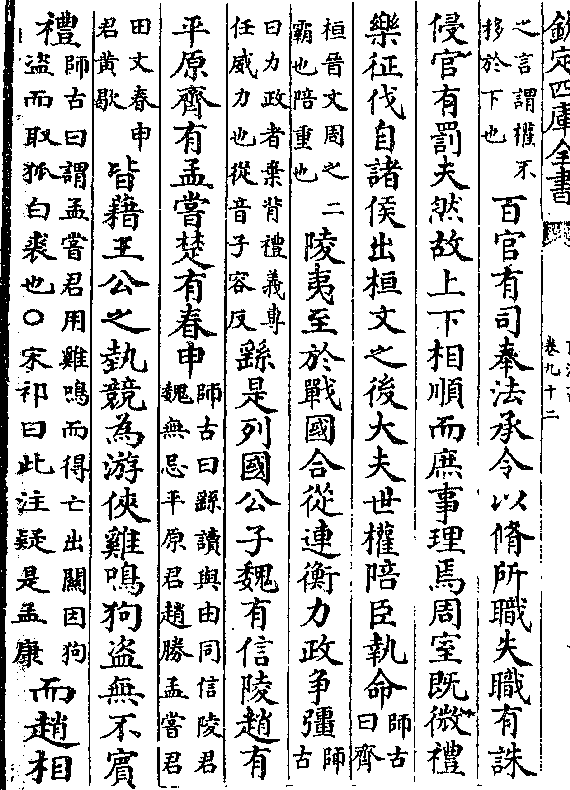 欽定四庫全書 卷九十二
之言謂權不移於下也百官有司奉法承令以脩所職失職有誅
侵官有罰夫然故上下相順而庶事理焉周室既微禮
樂征伐自諸侯出桓文之後大夫世權陪臣執命師古曰齊
桓晉文周之二霸也陪重也陵夷至於戰國合從連衡力政爭彊師古
曰力政者棄背禮義專任威力也從音子容反繇是列國公子魏有信陵趙有
平原齊有孟嘗楚有春申師古曰繇讀與由同信陵君魏無忌平原君趙勝孟嘗君
田文春申君黃歇皆藉王公之埶競為游俠雞鳴狗盜無不賓
禮師古曰謂孟嘗君用雞鳴而得亡出關因狗盜而取狐白裘也○宋祁曰此注疑是孟康而趙相